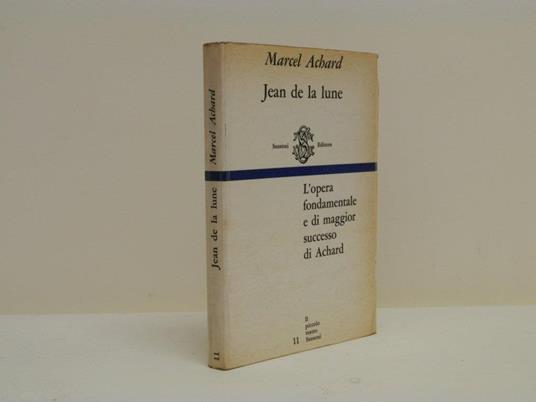 Marcel Achard
Jean de la lune
Sansoni Editore
L'opera
fondamentale
e di maggior
successo
di Achard
Il
piccolo
teatro
11 Sansoni
Jean de la lune Marcel Achard
11